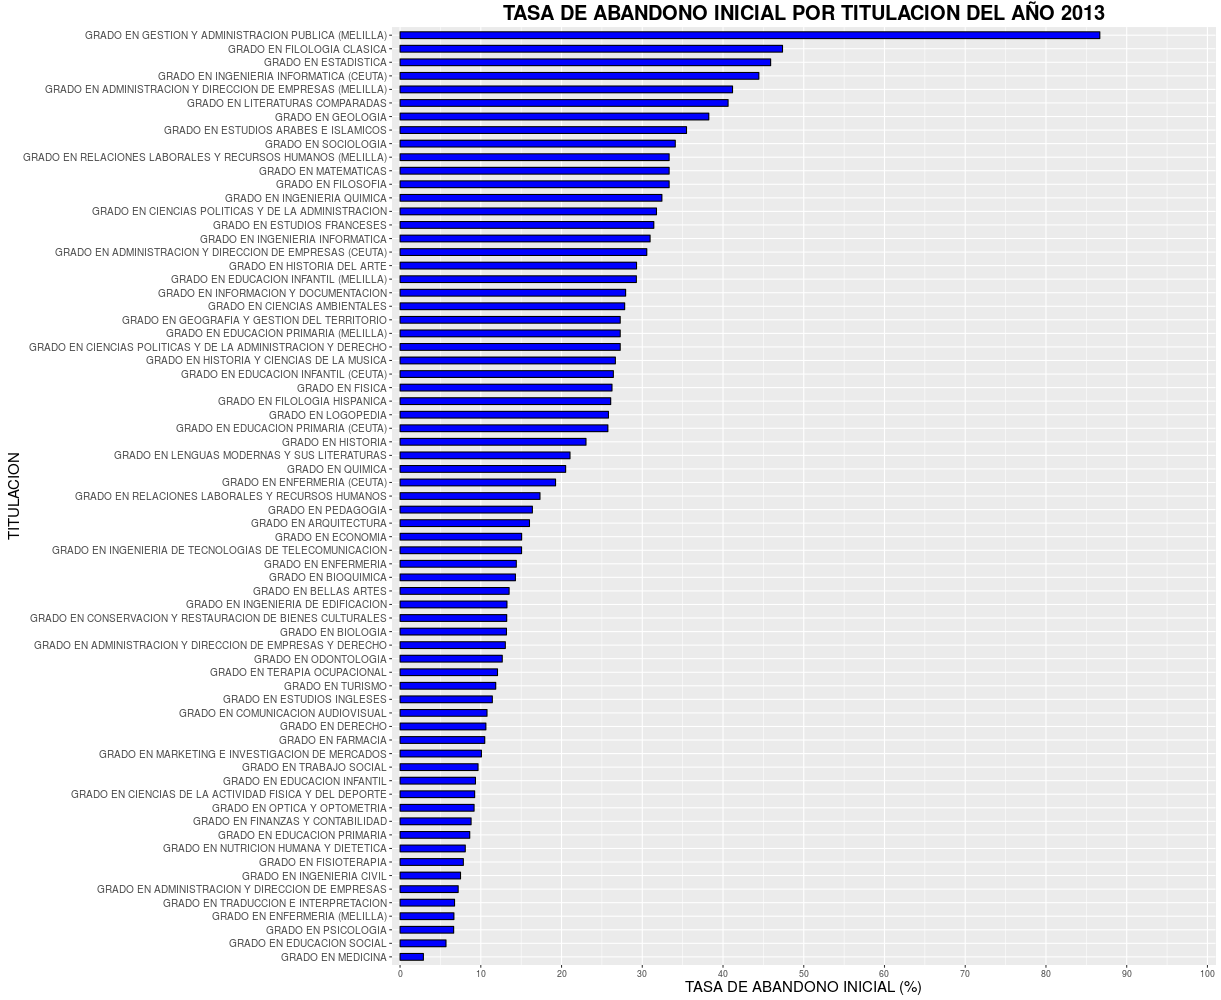 TASA DE ABANDONO INICIAL POR TITULACION DEL AÑO 2013
TITULACION
GRADO EN GESTION Y ADMINISTRACION PUBLICA (MELILLA)
GRADO EN FILOLOGIA CLASICA
GRADO EN ESTADISTICA
GRADO EN INGENIERIA INFORMATICA (CEUTA)
GRADO EN ADMINISTRACION Y DIRECCION DE EMPRESAS (MELILLA)
GRADO EN LITERATURAS COMPARADAS
GRADO EN GEOLOGIA
GRADO EN ESTUDIOS ARABES E ISLAMICOS
GRADO EN SOCIOLOGIA
GRADO EN RELACIONES LABORALES Y RECURSOS HUMANOS (MELILLA)
GRADO EN MATEMATICAS
GRADO EN FILOSOFIA
GRADO EN INGENIERIA QUIMICA
GRADO EN CIENCIAS POLITICAS Y DE LA ADMINISTRACION
GRADO EN ESTUDIOS FRANCESES
GRADO EN INGENIERIA INFORMATICA
GRADO EN ADMINISTRACION Y DIRECCION DE EMPRESAS (CEUTA)
GRADO EN HISTORIA DEL ARTE
GRADO EN EDUCACION INFANTIL (MELILLA)
GRADO EN INFORMACION Y DOCUMENTACION
GRADO EN CIENCIAS AMBIENTALES
GRADO EN GEOGRAFIA Y GESTION DEL TERRITORIO
GRADO EN EDUCACION PRIMARIA (MELILLA)
GRADO EN CIENCIAS POLITICAS Y DE LA ADMINISTRACION Y DERECHO
GRADO EN HISTORIA Y CIENCIAS DE LA MUSICA
GRADO EN EDUCACION INFANTIL (CEUTA)
GRADO EN FISICA
GRADO EN FILOLOGIA HISPANICA
GRADO EN LOGOPEDIA
GRADO EN EDUCACION PRIMARIA (CEUTA)
GRADO EN HISTORIA
GRADO EN LENGUAS MODERNAS Y SUS LITERATURAS
GRADO EN QUIMICA
GRADO EN ENFERMERIA (CEUTA)
GRADO EN RELACIONES LABORALES Y RECURSOS HUMANOS
GRADO EN PEDAGOGIA
GRADO EN ARQUITECTURA
GRADO EN ECONOMIA
GRADO EN INGENIERIA DE TECNOLOGIAS DE TELECOMUNICACION
GRADO EN ENFERMERIA
GRADO EN BIOQUIMICA
GRADO EN BELLAS ARTES
GRADO EN INGENIERIA DE EDIFICACION
GRADO EN CONSERVACION Y RESTAURACION DE BIENES CULTURALES
GRADO EN BIOLOGIA
GRADO EN ADMINISTRACION Y DIRECCION DE EMPRESAS Y DERECHO
GRADO EN ODONTOLOGIA
GRADO EN TERAPIA OCUPACIONAL
GRADO EN TURISMO
GRADO EN ESTUDIOS INGLESES
GRADO EN COMUNICACION AUDIOVISUAL
GRADO EN DERECHO
GRADO EN FARMACIA
GRADO EN MARKETING E INVESTIGACION DE MERCADOS
GRADO EN TRABAJO SOCIAL
GRADO EN EDUCACION INFANTIL
GRADO EN CIENCIAS DE LA ACTIVIDAD FISICA Y DEL DEPORTE
GRADO EN OPTICA Y OPTOMETRIA
GRADO EN FINANZAS Y CONTABILIDAD
GRADO EN EDUCACION PRIMARIA
GRADO EN NUTRICION HUMANA Y DIETETICA
GRADO EN FISIOTERAPIA
GRADO EN INGENIERIA CIVIL
GRADO EN ADMINISTRACION Y DIRECCION DE EMPRESAS
GRADO EN TRADUCCION E INTERPRETACION
GRADO EN ENFERMERIA (MELILLA)
GRADO EN PSICOLOGIA
GRADO EN EDUCACION SOCIAL
GRADO EN MEDICINA
0 10 20 30 40 50 60 70 80 90 100
TASA DE ABANDONO INICIAL (%)